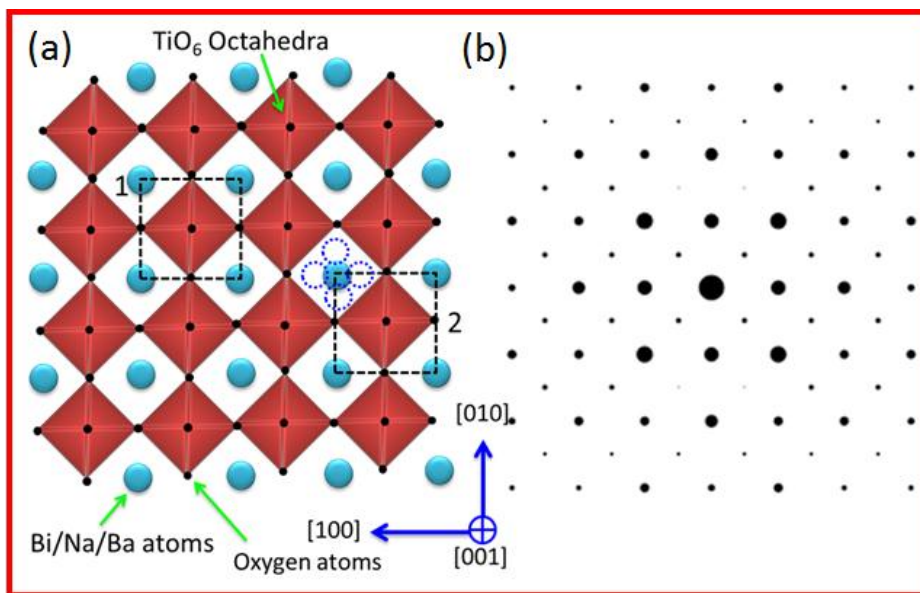 (a)
TiO₆ Octahedra
(b)
1
2
[010]
[100]
[001]
Bi/Na/Ba atoms
Oxygen atoms